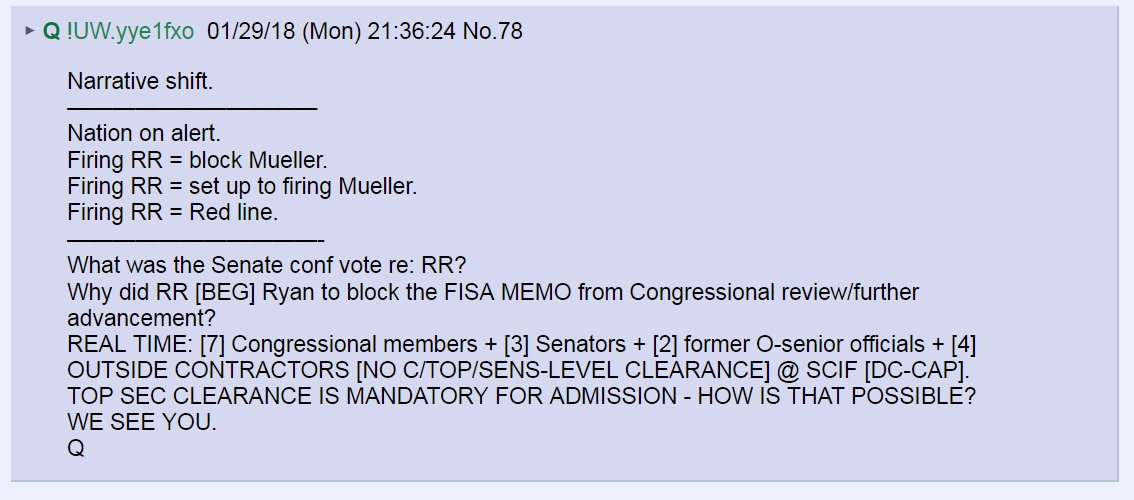 Q !UW.yye1fxo 01/29/18 (Mon) 21:36:24 No.78
Narrative shift.
———————————
Nation on alert.
Firing RR = block Mueller.
Firing RR = set up to firing Mueller.
Firing RR = Red line.
———————————-
What was the Senate conf vote re: RR?
Why did RR [BEG] Ryan to block the FISA MEMO from Congressional review/further
advancement?
REAL TIME: [7] Congressional members + [3] Senators + [2] former O-senior officials + [4]
OUTSIDE CONTRACTORS [NO C/TOP/SENS-LEVEL CLEARANCE] @ SCIF [DC-CAP].
TOP SEC CLEARANCE IS MANDATORY FOR ADMISSION - HOW IS THAT POSSIBLE?
WE SEE YOU.
Q